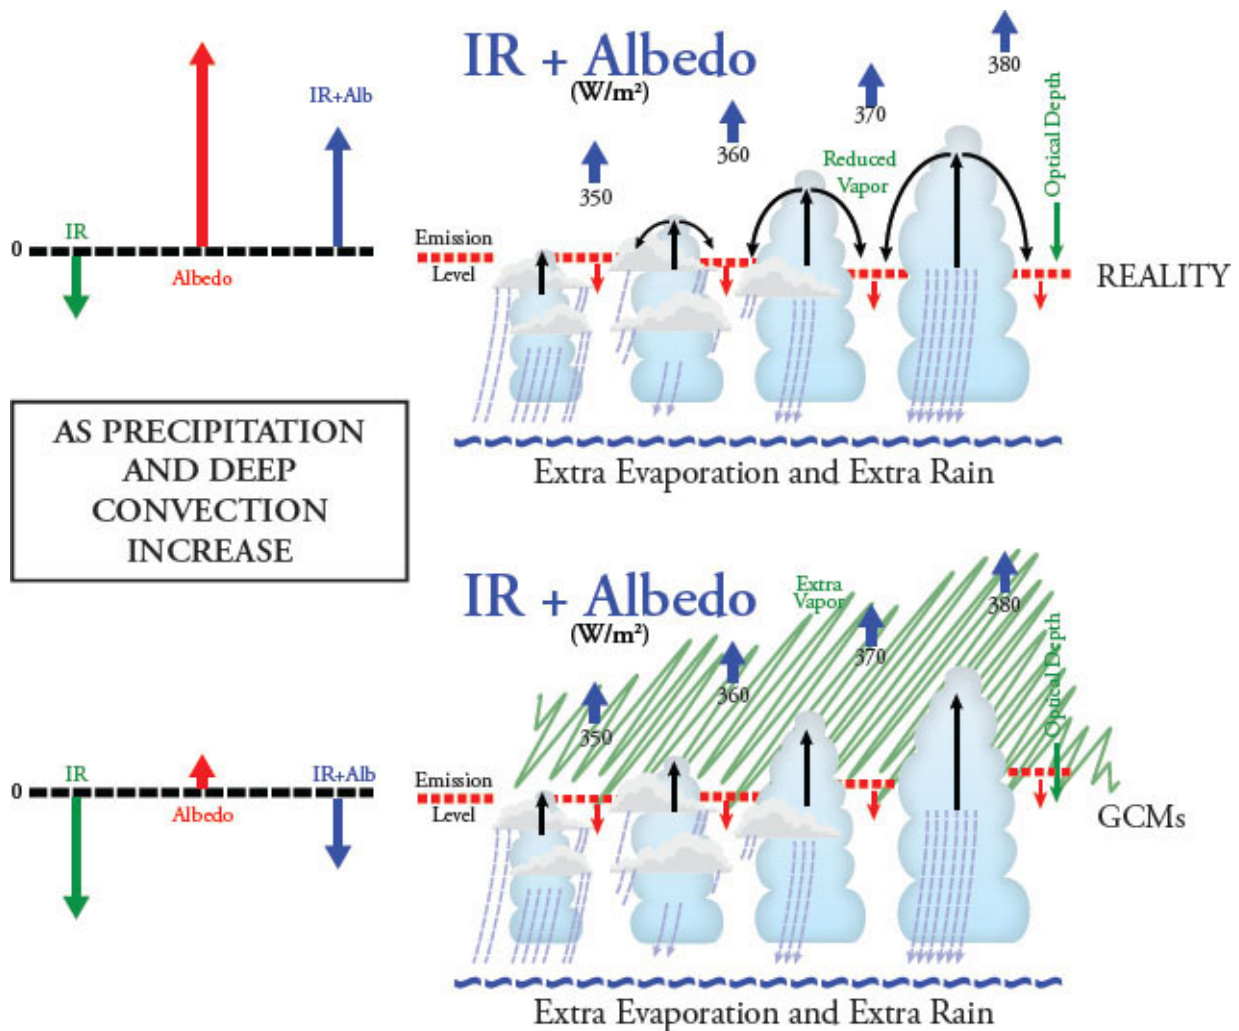 IR + Albedo
(W/m²)
380
370
360
350
IR+Alb
IR
0
Albedo
Reduced
Vapor
Optical Depth
Emission
Level
REALITY
Extra Evaporation and Extra Rain
AS PRECIPITATION
AND DEEP
CONVECTION
INCREASE
IR + Albedo
(W/m²)
Extra
Vapor
380
370
360
350
Optical Depth
IR
IR+Alb
0
Albedo
Emission
Level
GCMs
Extra Evaporation and Extra Rain